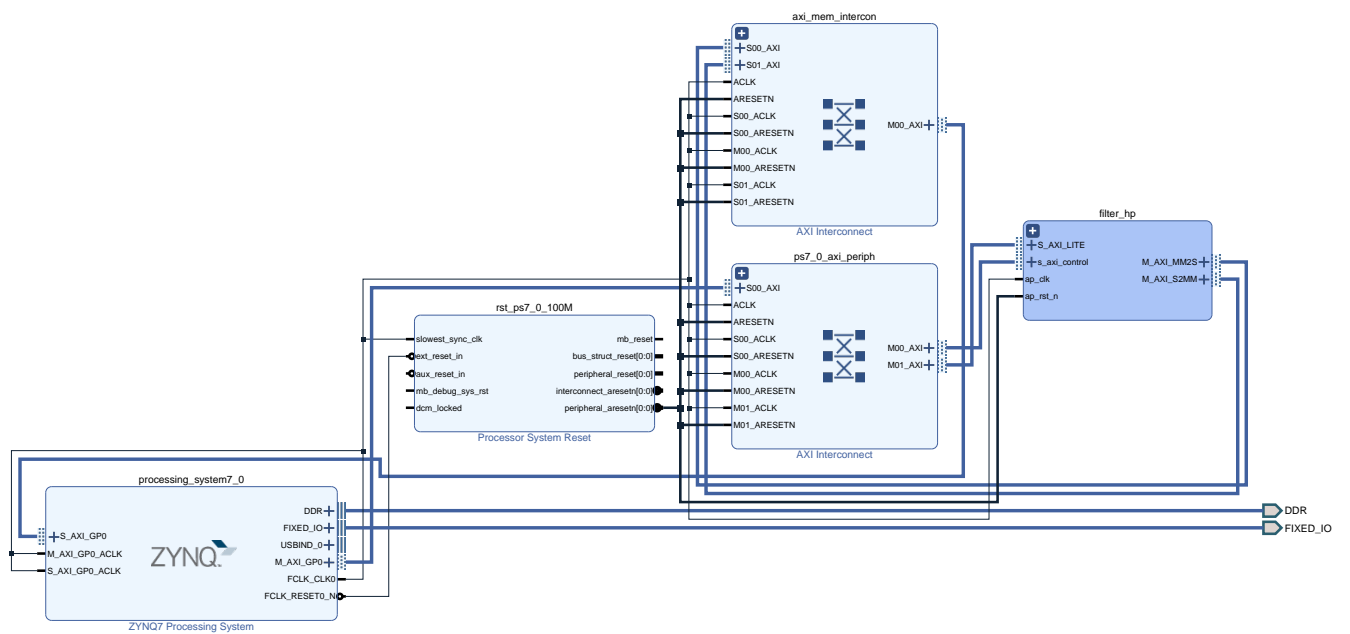 axi_mem_intercon
S00_AXI
S01_AXI
ACLK
ARESETN
S00_ACLK
S00_ARESETN
M00_ACLK
M00_ARESETN
S01_ACLK
S01_ARESETN
M00_AXI
AXI Interconnect
filter_hp
S_AXI_LITE
s_axi_control
ap_clk
ap_rst_n
M_AXI_MM2S
M_AXI_S2MM
ps7_0_axi_periph
S00_AXI
ACLK
ARESETN
S00_ACLK
S00_ARESETN
M00_ACLK
M00_ARESETN
M01_ACLK
M01_ARESETN
M00_AXI
M01_AXI
AXI Interconnect
rst_ps7_0_100M
slowest_sync_clk
ext_reset_in
aux_reset_in
mb_debug_sys_rst
dcm_locked
mb_reset
bus_struct_reset[0:0]
peripheral_reset[0:0]
interconnect_aresetn[0:0]
peripheral_aresetn[0:0]
Processor System Reset
processing_system7_0
S_AXI_GP0
M_AXI_GP0_ACLK
S_AXI_GP0_ACLK
ZYNQ
DDR
FIXED_IO
USBIND_0
M_AXI_GP0
FCLK_CLK0
FCLK_RESET0_N
ZYNQ7 Processing System
DDR
FIXED_IO